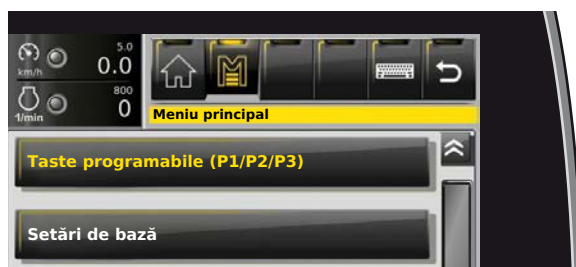 5.0
km/h 0.0
800
1/min 0
M
Meniu principal
Taste programabile (P1/P2/P3)
Setări de bază